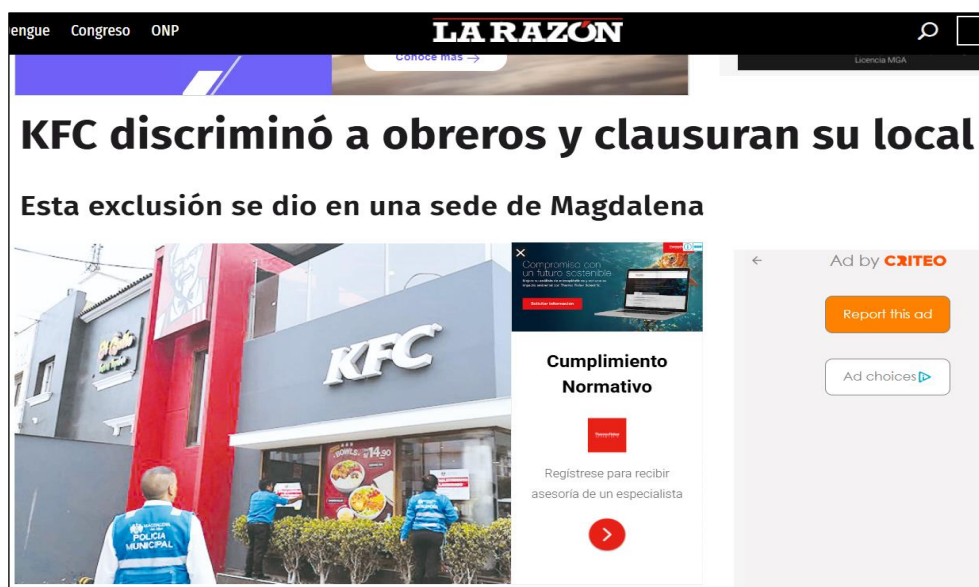 engue Congreso ONP
LA RAZÓN
Conoce más →
Licencia MGA
KFC discriminó a obreros y clausuran su local
Esta exclusión se dio en una sede de Magdalena
Compromiso con
un futuro sostenible
Solicitar información
Cumplimiento
Normativo
Regístrese para recibir
asesoría de un especialista
Ad by CRITEO
Report this ad
Ad choices
KFC
BOWLS
14.90
POLICIA
MUNICIPAL